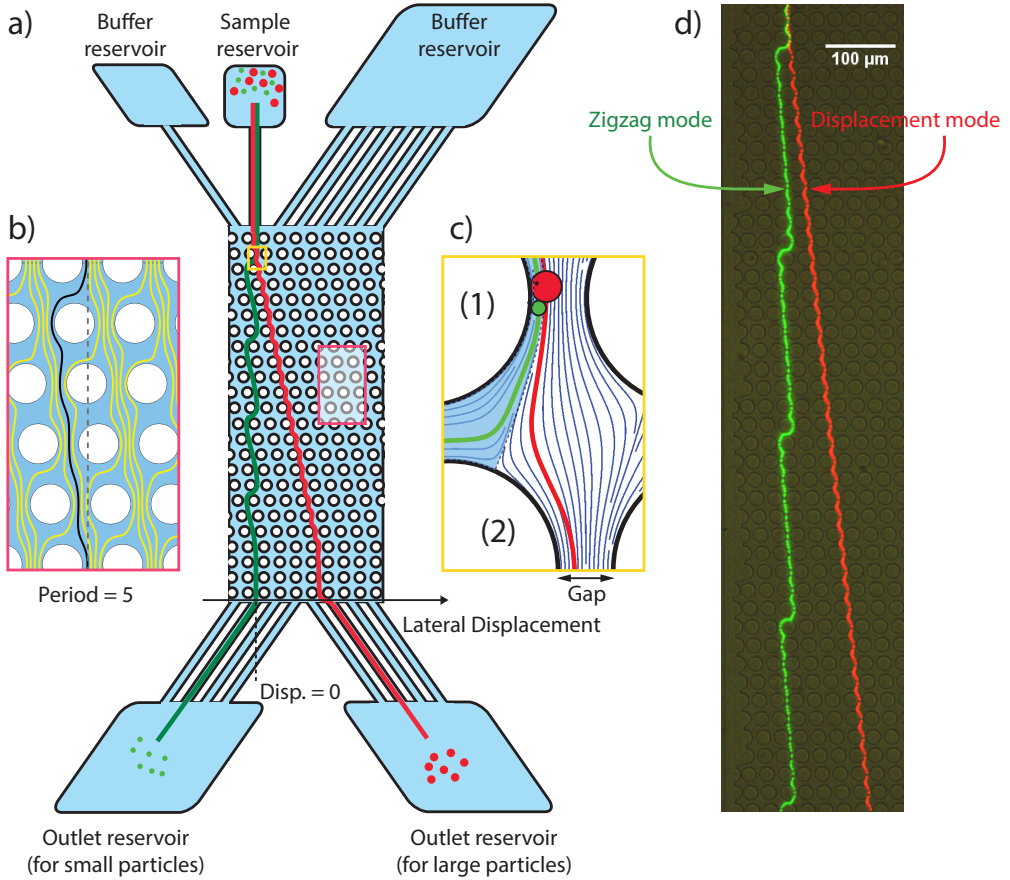 a)
Buffer
reservoir
Sample
reservoir
Buffer
reservoir
b)
Period = 5
c)
(1)
(2)
Gap
Lateral Displacement
Disp. = 0
Outlet reservoir
(for small particles)
Outlet reservoir
(for large particles)
d)
100 µm
Zigzag mode
Displacement mode